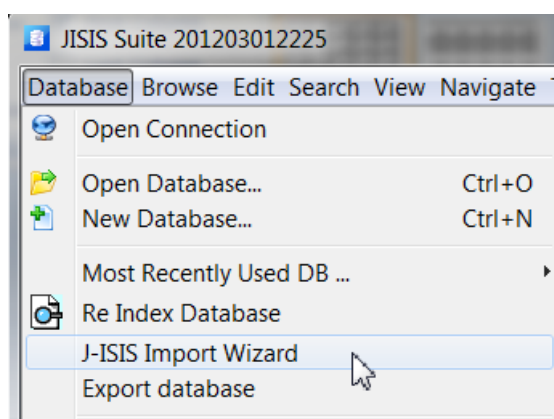 JISIS Suite 201203012225
Database Browse Edit Search View Navigate
Open Connection
Open Database... Ctrl+O
New Database... Ctrl+N
Most Recently Used DB ...
Re Index Database
J-ISIS Import Wizard
Export database